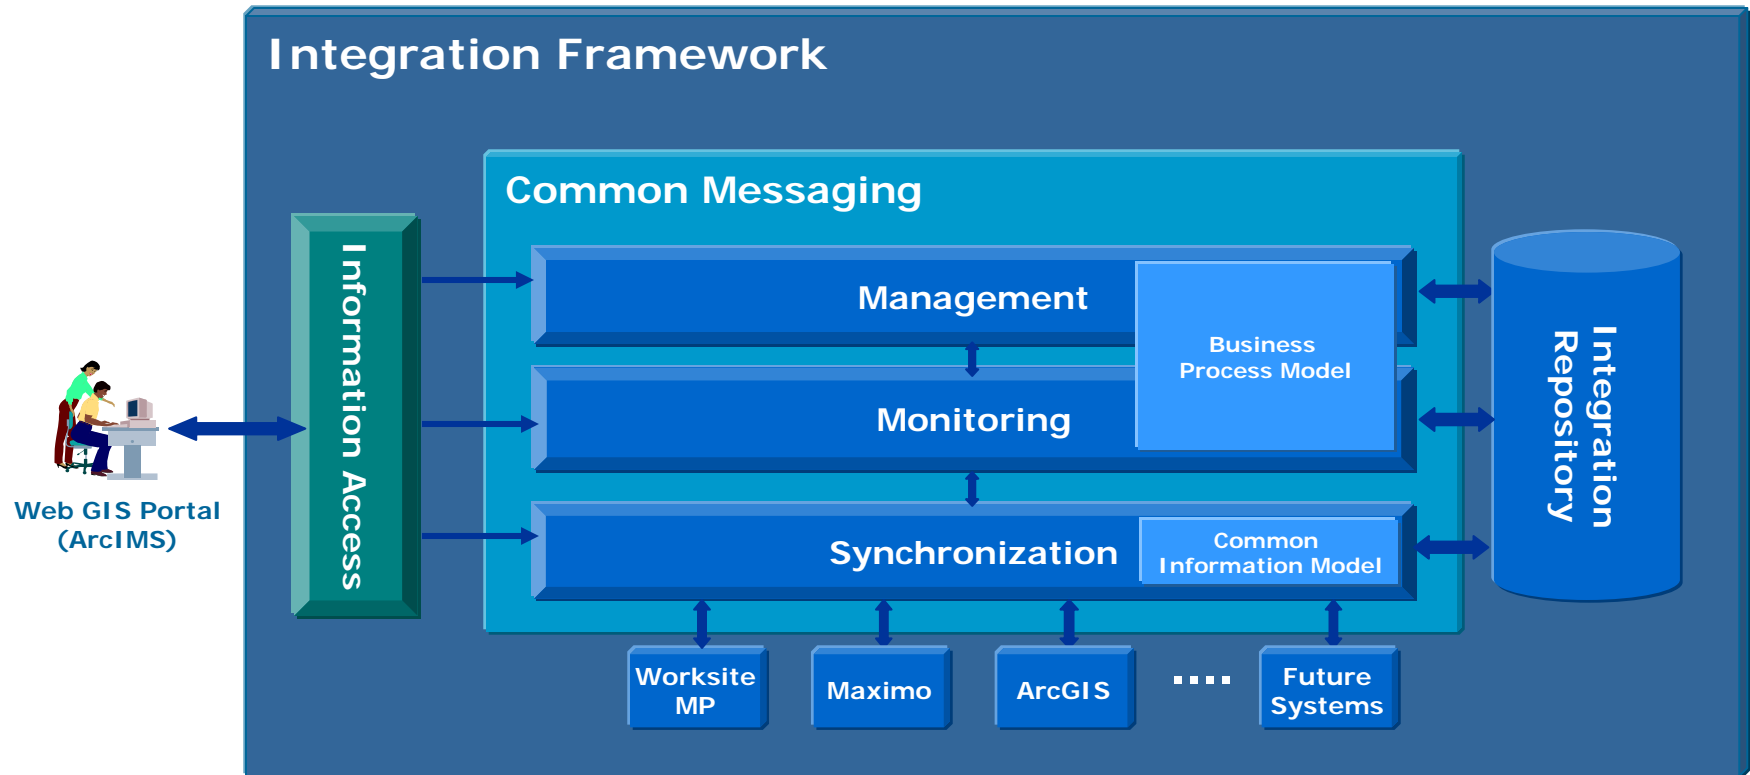 Integration Framework
Common Messaging
Information Access
Management
Business
Process Model
Monitoring
Integration
Repository
Web GIS Portal
(ArcIMS)
Synchronization
Common
Information Model
Worksite
MP
Maximo
ArcGIS
....
Future
Systems